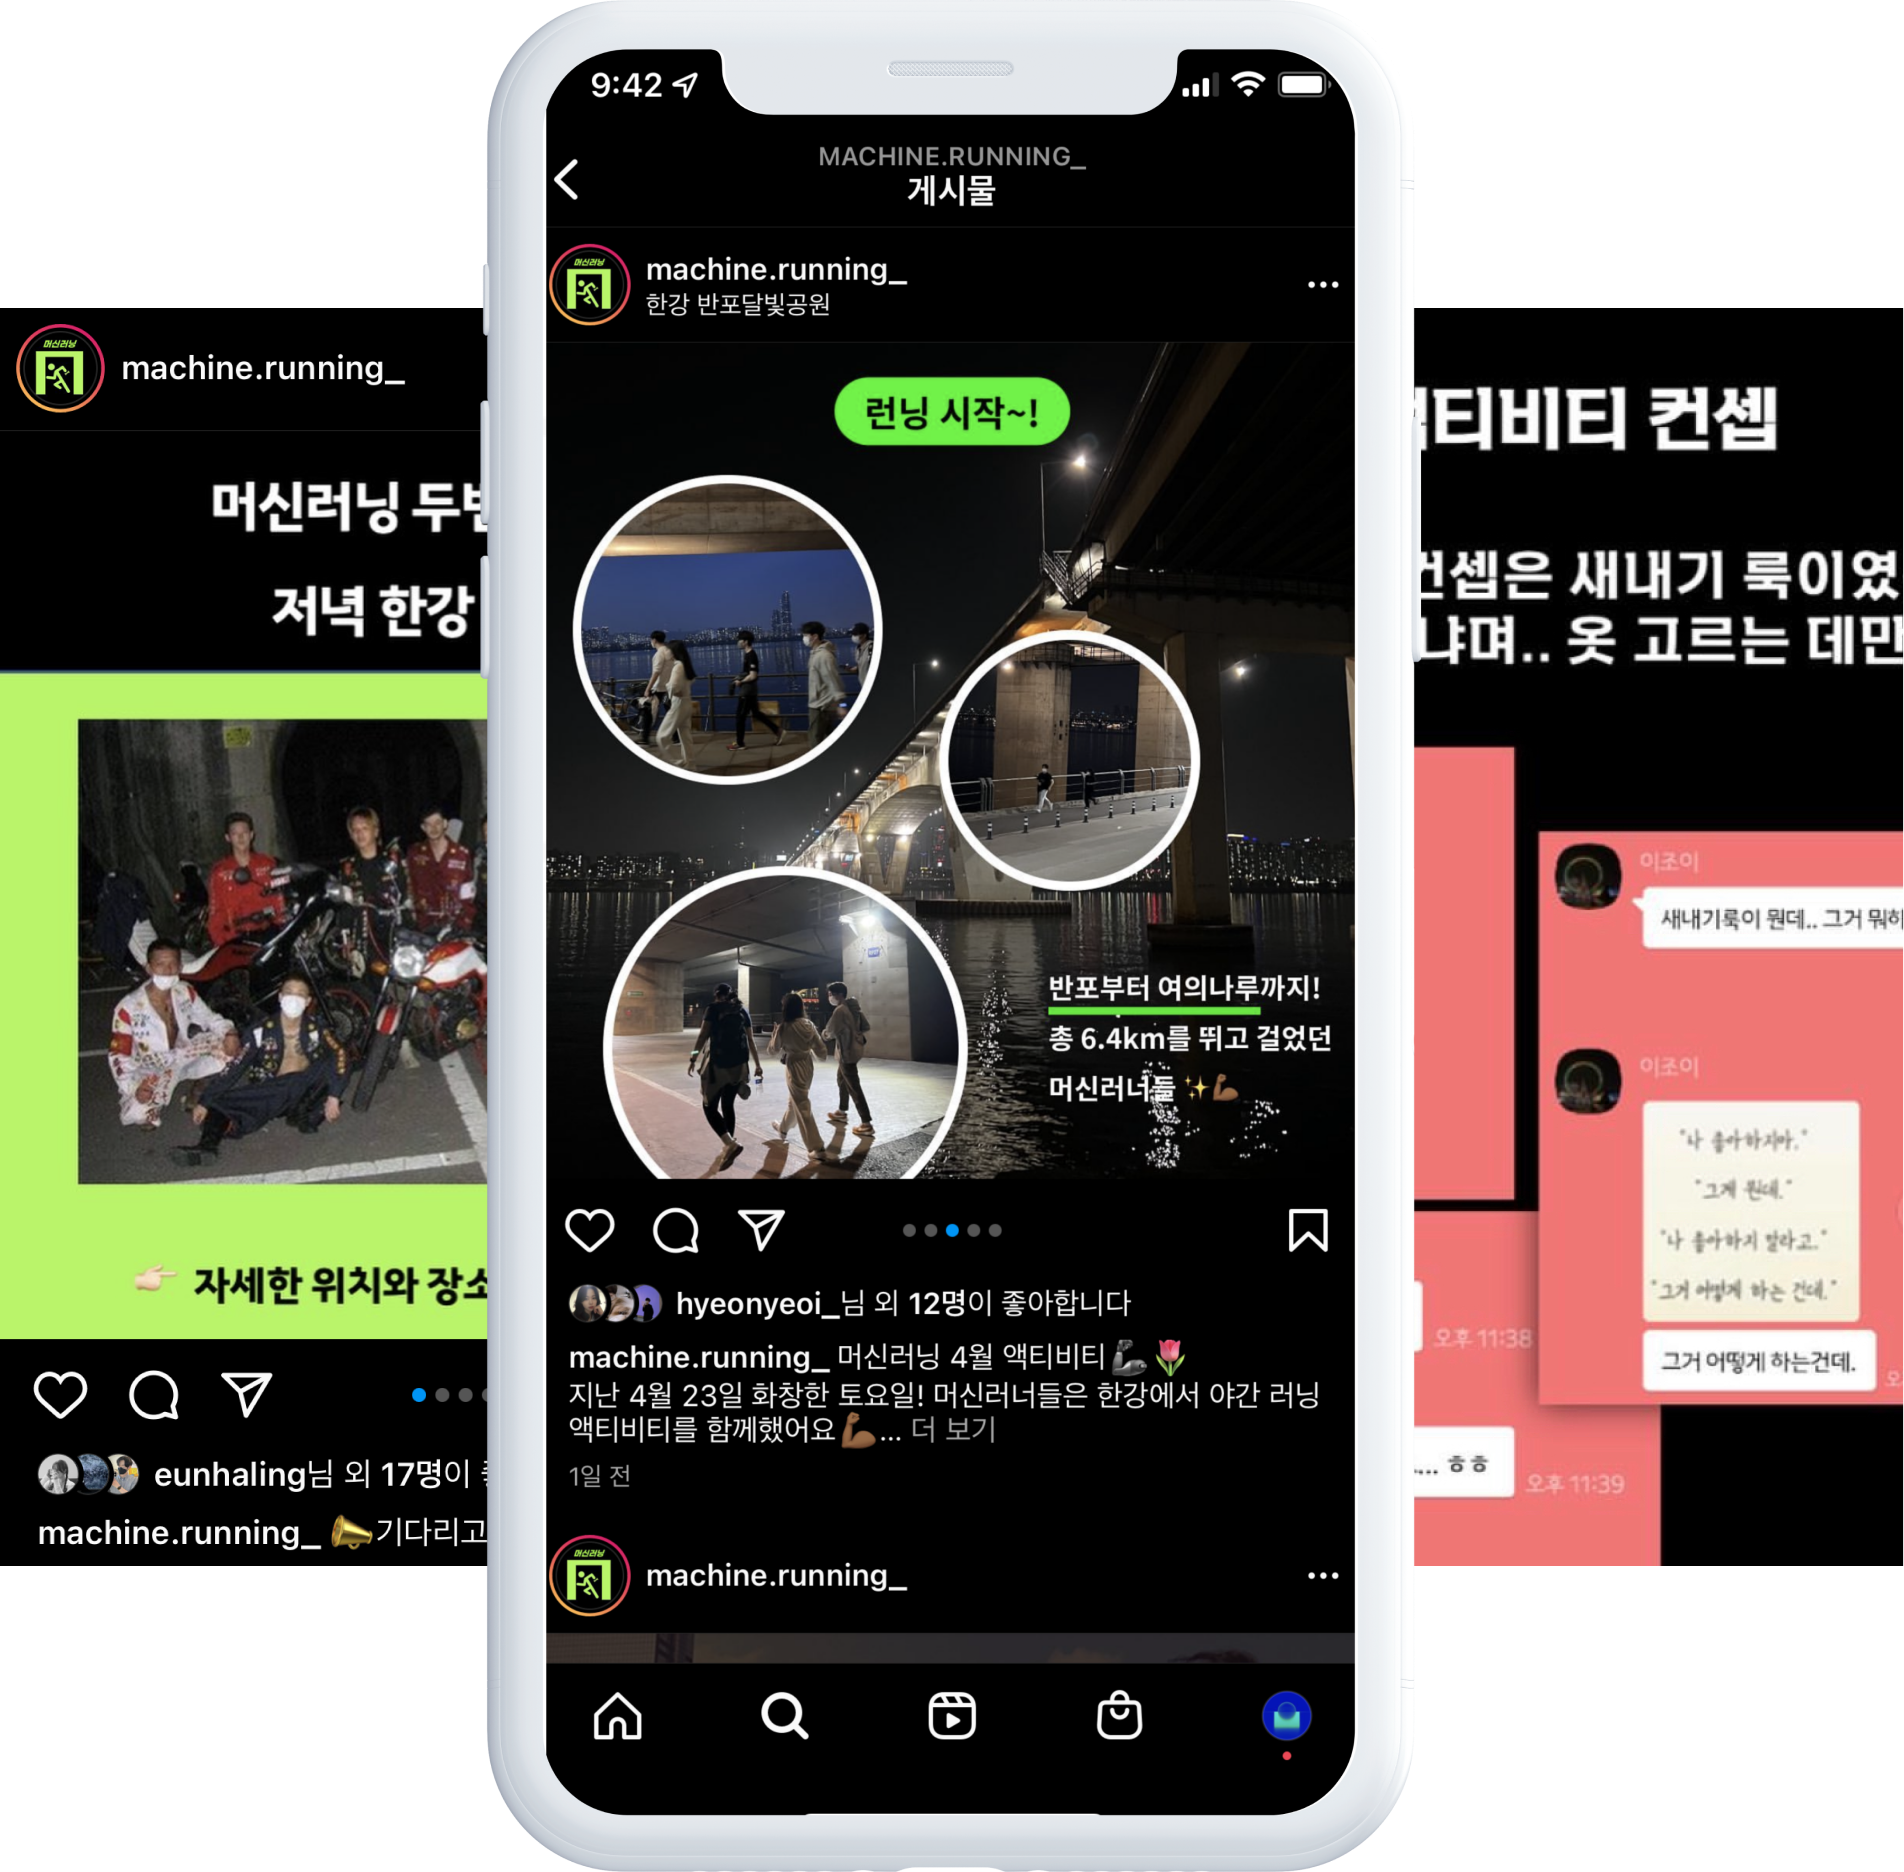 머신러닝
machine.running_
머신러닝
저녁 한강
자세한 위치와
eunhaling님 외 17명이
machine.running_ 📣기다리고
9:42
MACHINE.RUNNING_
게시물
머신러닝
machine.running_
한강 반포달빛공원
런닝 시작~!
반포부터 여의나루까지!
총 6.4km를 뛰고 걸었던
머신러너들 ✨💪🏾
hyeonyeoi_님 외 12명이 좋아합니다
machine.running_ 머신러닝 4월 액티비티🦾🌷
지난 4월 23일 화창한 토요일! 머신러너들은 한강에서 야간 러닝
액티비티를 함께했어요💪🏾... 더 보기
1일 전
머신러닝
machine.running_
티비티 컨셉
컨셉은 새내기 룩이였
냐며.. 옷 고르는 데만
이조이
새내기룩이 뭔데.. 그거 뭐하
이조이
"나 좋아하지마."
"그게 뭔데."
"나 좋아하지 말라고."
"그거 어떻게 하는 건데."
오후 11:38
그거 어떻게 하는건데.
.... ㅎㅎ
오후 11:39